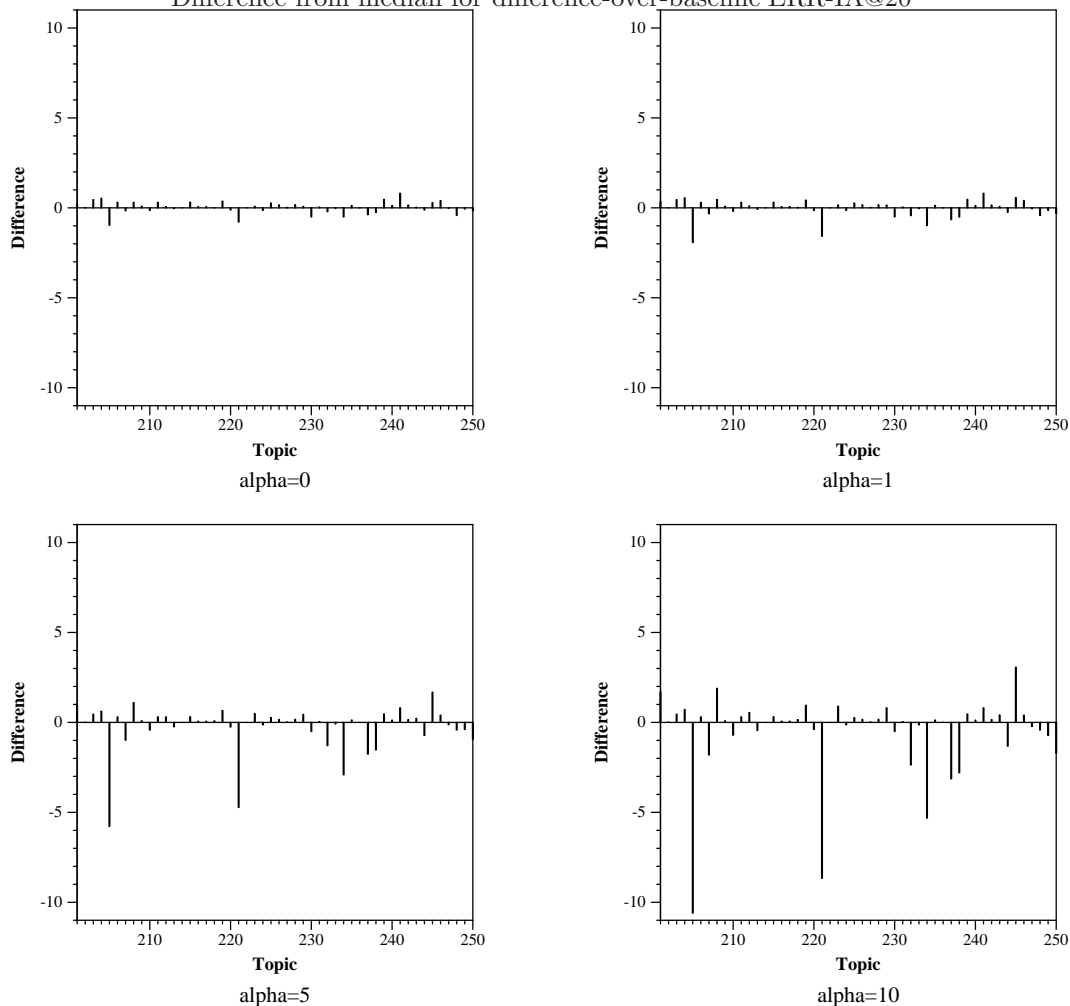 Difference from median for difference-over-baseline ERR-IA@20
10
5
0
-5
-10
Difference
210 220 230 240 250
Topic
alpha=0
10
5
0
-5
-10
Difference
210 220 230 240 250
Topic
alpha=1
10
5
0
-5
-10
Difference
210 220 230 240 250
Topic
alpha=5
10
5
0
-5
-10
Difference
210 220 230 240 250
Topic
alpha=10